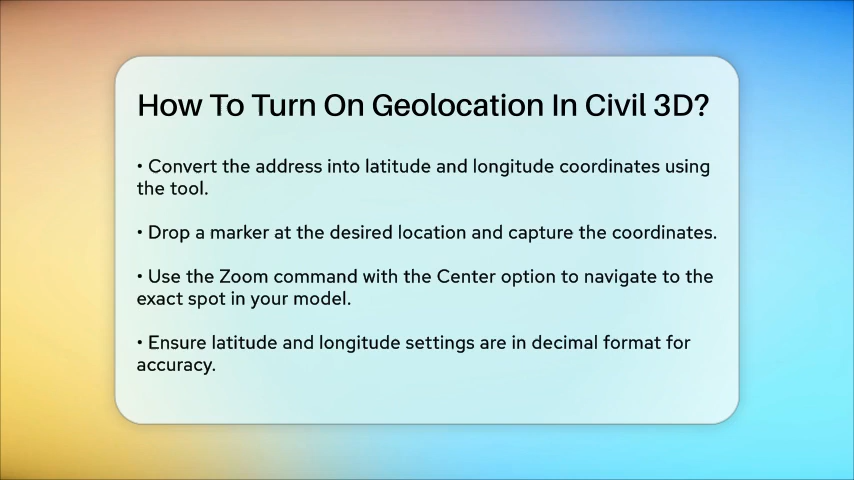 How To Turn On Geolocation In Civil 3D?
• Convert the address into latitude and longitude coordinates using
the tool.
• Drop a marker at the desired location and capture the coordinates.
• Use the Zoom command with the Center option to navigate to the
exact spot in your model.
• Ensure latitude and longitude settings are in decimal format for
accuracy.